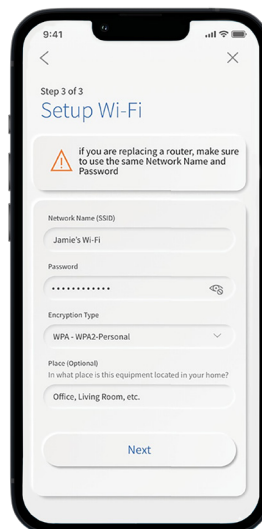 9:41
Step 3 of 3
Setup Wi-Fi
if you are replacing a router, make sure
to use the same Network Name and
Password
Network Name (SSID)
Jamie's Wi-Fi
Password
••••••••••••
Encryption Type
WPA - WPA2-Personal
Place (Optional)
In what place is this equipment located in your home?
Office, Living Room, etc.
Next